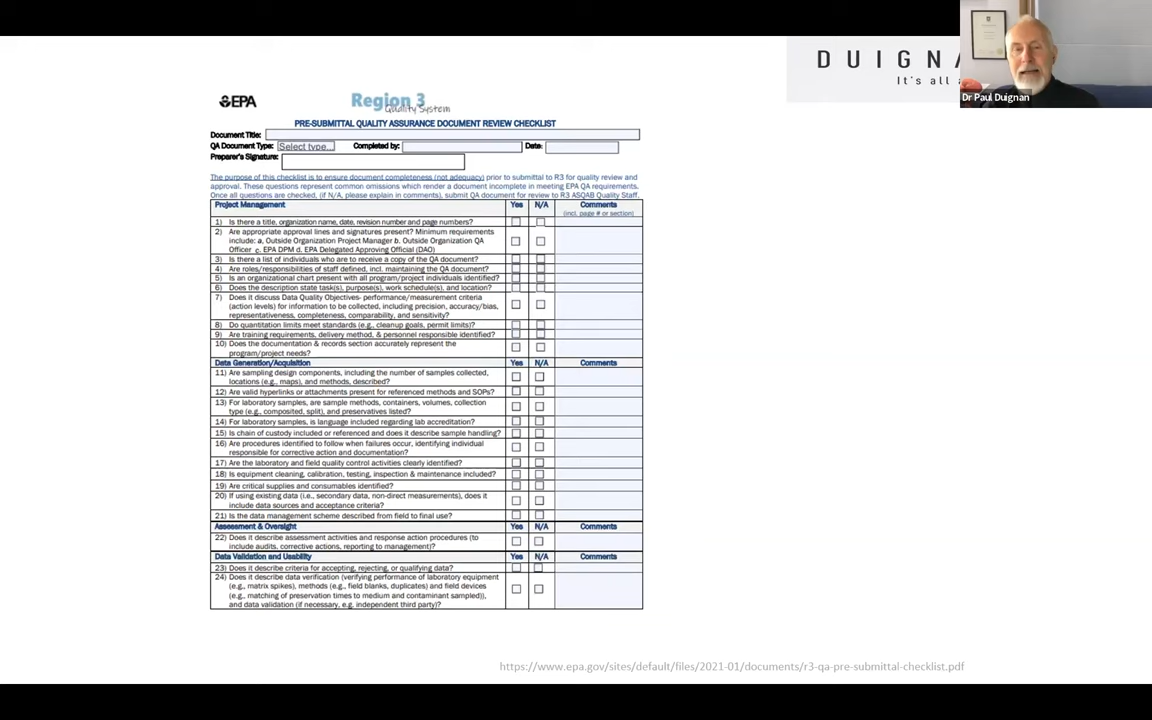 DUIGNA
It's all a
Dr Paul Duignan
EPA
Region 3
Quality System
PRE-SUBMITTAL QUALITY ASSURANCE DOCUMENT REVIEW CHECKLIST
Document Title:
QA Document Type: Select type... Completed by: Date:
Preparer's Signature:
The purpose of this checklist is to ensure document completeness (not adequacy) prior to submittal to R3 for quality review and
approval. These questions represent common omissions which render a document incomplete in meeting EPA QA requirements.
Once all questions are checked, (if N/A, please explain in comments), submit QA document for review to R3 ASQAB Quality Staff.
Project Management Yes N/A Comments
(incl. page # or section)
1) Is there a title, organization name, date, revision number and page numbers?
2) Are appropriate approval lines and signatures present? Minimum requirements
include: a. Outside Organization Project Manager b. Outside Organization QA
Officer c. EPA DPM d. EPA Delegated Approving Official (DAO)
3) Is there a list of individuals who are to receive a copy of the QA document?
4) Are roles/responsibilities of staff defined, incl. maintaining the QA document?
5) Is an organizational chart present with all program/project individuals identified?
6) Does the description state task(s), purpose(s), work schedule(s), and location?
7) Does it discuss Data Quality Objectives- performance/measurement criteria
(action levels) for information to be collected, including precision, accuracy/bias,
representativeness, completeness, comparability, and sensitivity?
8) Do quantitation limits meet standards (e.g., cleanup goals, permit limits)?
9) Are training requirements, delivery method, & personnel responsible identified?
10) Does the documentation & records section accurately represent the
program/project needs?
Data Generation/Acquisition Yes N/A Comments
11) Are sampling design components, including the number of samples collected,
locations (e.g., maps), and methods, described?
12) Are valid hyperlinks or attachments present for referenced methods and SOPs?
13) For laboratory samples, are sample methods, containers, volumes, collection
type (e.g., composited, split), and preservatives listed?
14) For laboratory samples, is language included regarding lab accreditation?
15) Is chain of custody included or referenced and does it describe sample handling?
16) Are procedures identified to follow when failures occur, identifying individual
responsible for corrective action and documentation?
17) Are the laboratory and field quality control activities clearly identified?
18) Is equipment cleaning, calibration, testing, inspection & maintenance included?
19) Are critical supplies and consumables identified?
20) If using existing data (i.e., secondary data, non-direct measurements), does it
include data sources and acceptance criteria?
21) Is the data management scheme described from field to final use?
Assessment & Oversight Yes N/A Comments
22) Does it describe assessment activities and response action procedures (to
include audits, corrective actions, reporting to management)?
Data Validation and Usability Yes N/A Comments
23) Does it describe criteria for accepting, rejecting, or qualifying data?
24) Does it describe data verification (verifying performance of laboratory equipment
(e.g., matrix spikes), methods (e.g., field blanks, duplicates) and field devices
(e.g., matching of preservation times to medium and contaminant sampled)),
and data validation (if necessary, e.g. independent third party)?
https://www.epa.gov/sites/default/files/2021-01/documents/r3-qa-pre-submittal-checklist.pdf